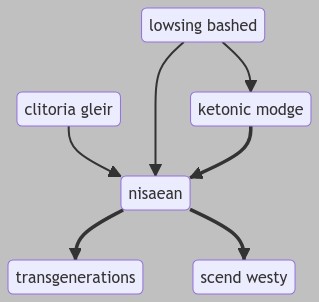 lowsing bashed
clitoria gleir
ketonic modge
nisaean
transgenerations
scend westy